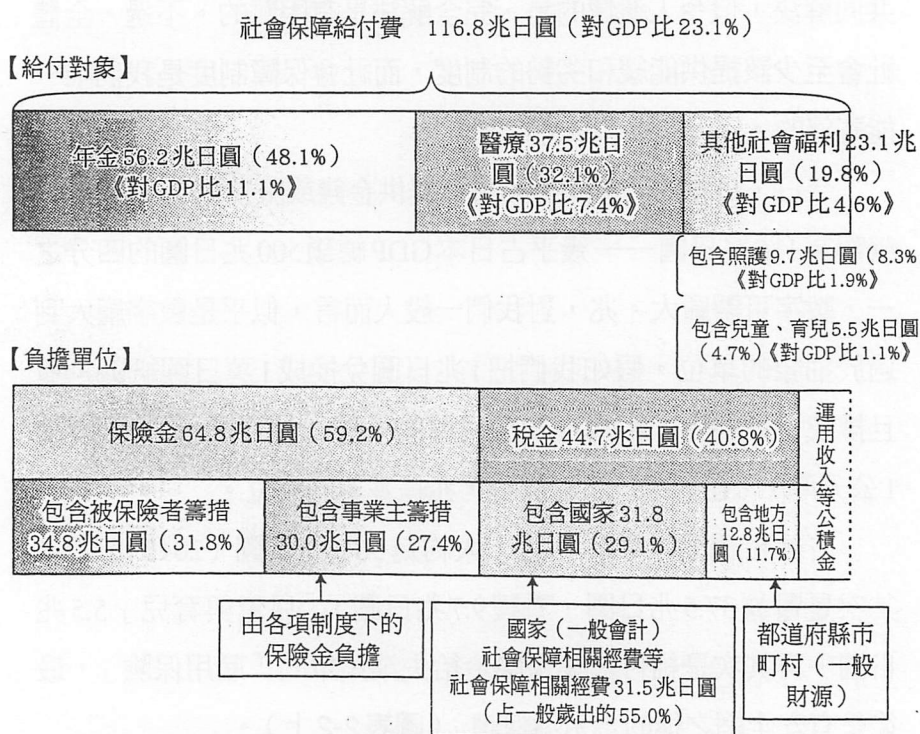 社會保障給付費　116.8兆日圓（對GDP比23.1%）
【給付對象】
年金56.2兆日圓（48.1%）
《對GDP比11.1%》
醫療37.5兆日
圓（32.1%）
《對GDP比7.4%》
其他社會福利23.1兆
日圓（19.8%）
《對GDP比4.6%》
包含照護9.7兆日圓（8.3%
《對GDP比1.9%》
包含兒童、育兒5.5兆日圓
（4.7%）《對GDP比1.1%》
【負擔單位】
保險金64.8兆日圓（59.2%）
稅金44.7兆日圓（40.8%）
運用收入等公積金
包含被保險者籌措
34.8兆日圓（31.8%）
包含事業主籌措
30.0兆日圓（27.4%）
包含國家31.8
兆日圓（29.1%）
包含地方
12.8兆日
圓（11.7%）
由各項制度下的
保險金負擔
國家（一般會計）
社會保障相關經費等
社會保障相關經費31.5兆日圓
（占一般歲出的55.0%）
都道府縣市
町村（一般
財源）